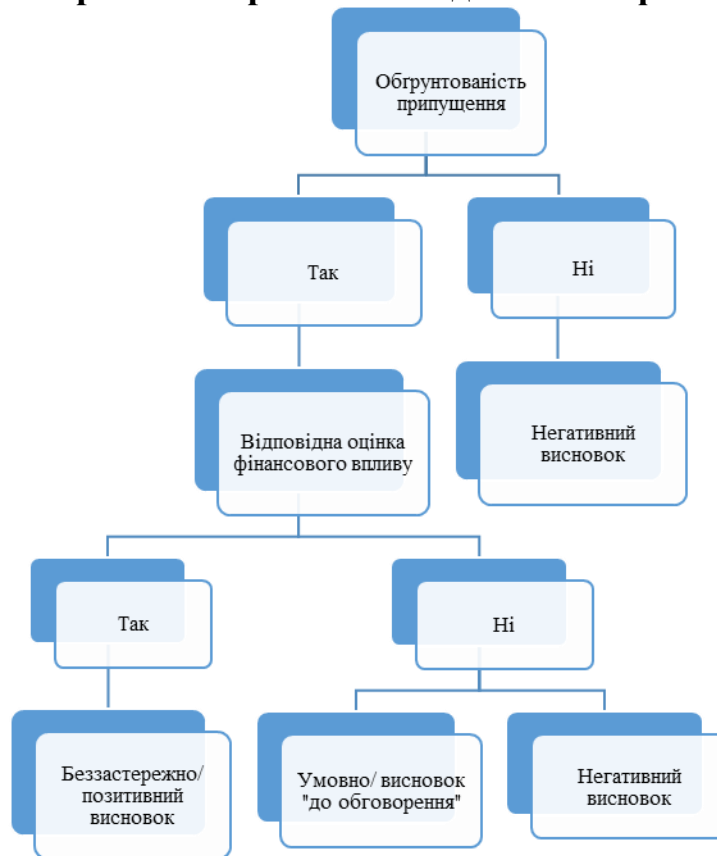 Обґрунтованість
припущення
Так
Ні
Відповідна оцінка
фінансового впливу
Негативний
висновок
Так
Ні
Беззастережно/
позитивний
висновок
Умовно/ висновок
"до обговорення"
Негативний
висновок